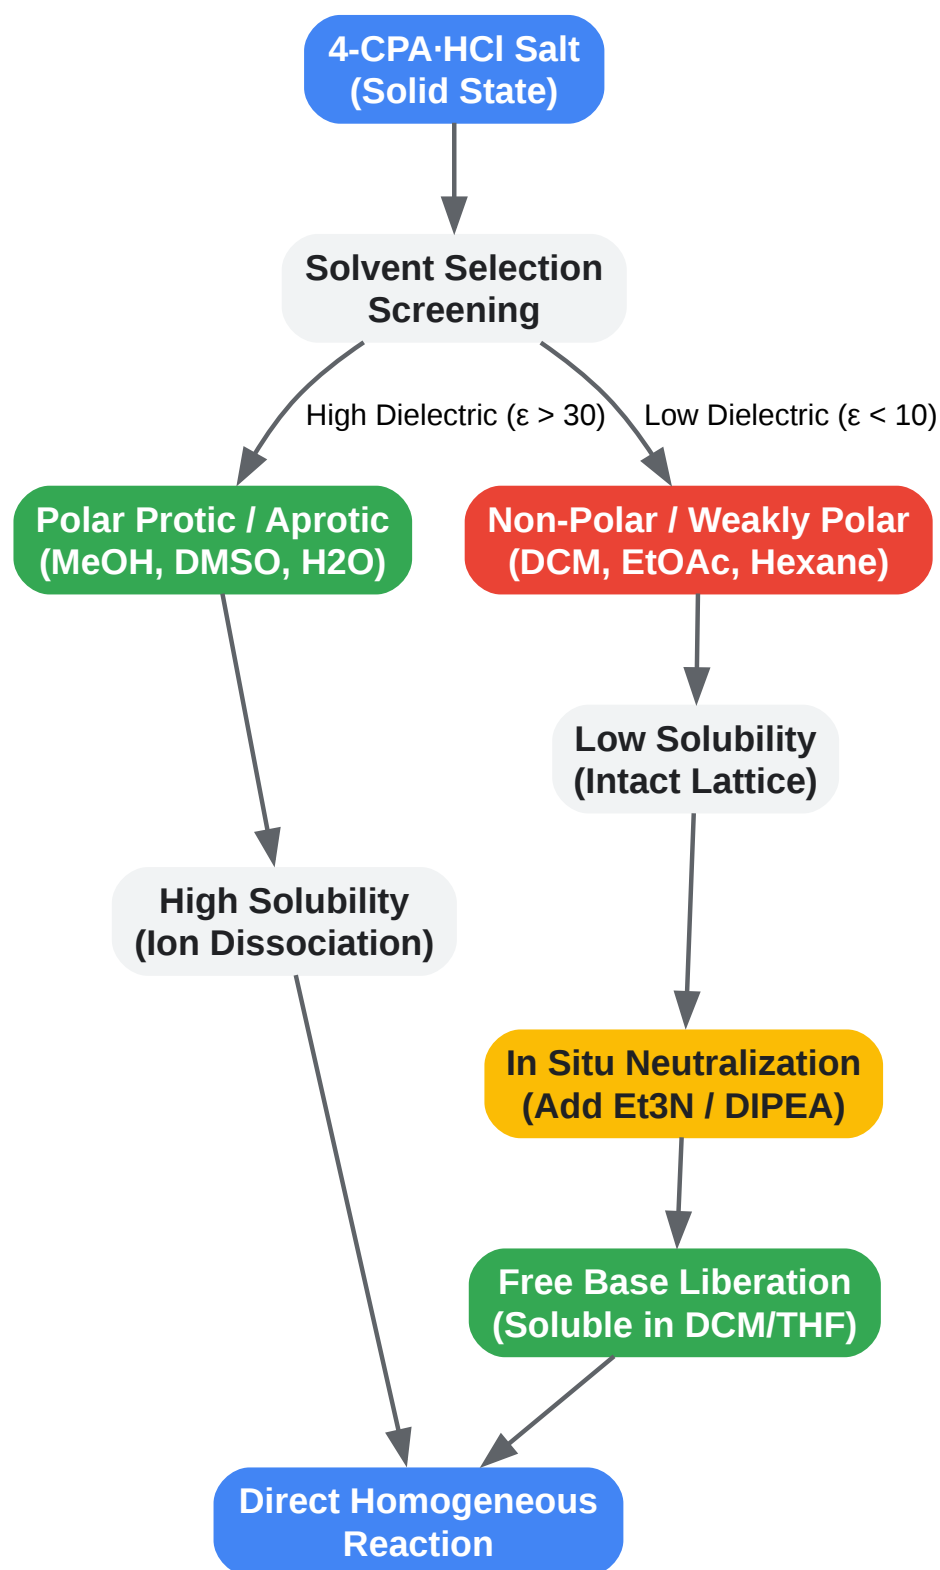 4-CPA·HCl Salt
(Solid State)
Solvent Selection
Screening
High Dielectric (ε > 30)
Low Dielectric (ε < 10)
Polar Protic / Aprotic
(MeOH, DMSO, H2O)
Non-Polar / Weakly Polar
(DCM, EtOAc, Hexane)
Low Solubility
(Intact Lattice)
High Solubility
(Ion Dissociation)
In Situ Neutralization
(Add Et3N / DIPEA)
Free Base Liberation
(Soluble in DCM/THF)
Direct Homogeneous
Reaction